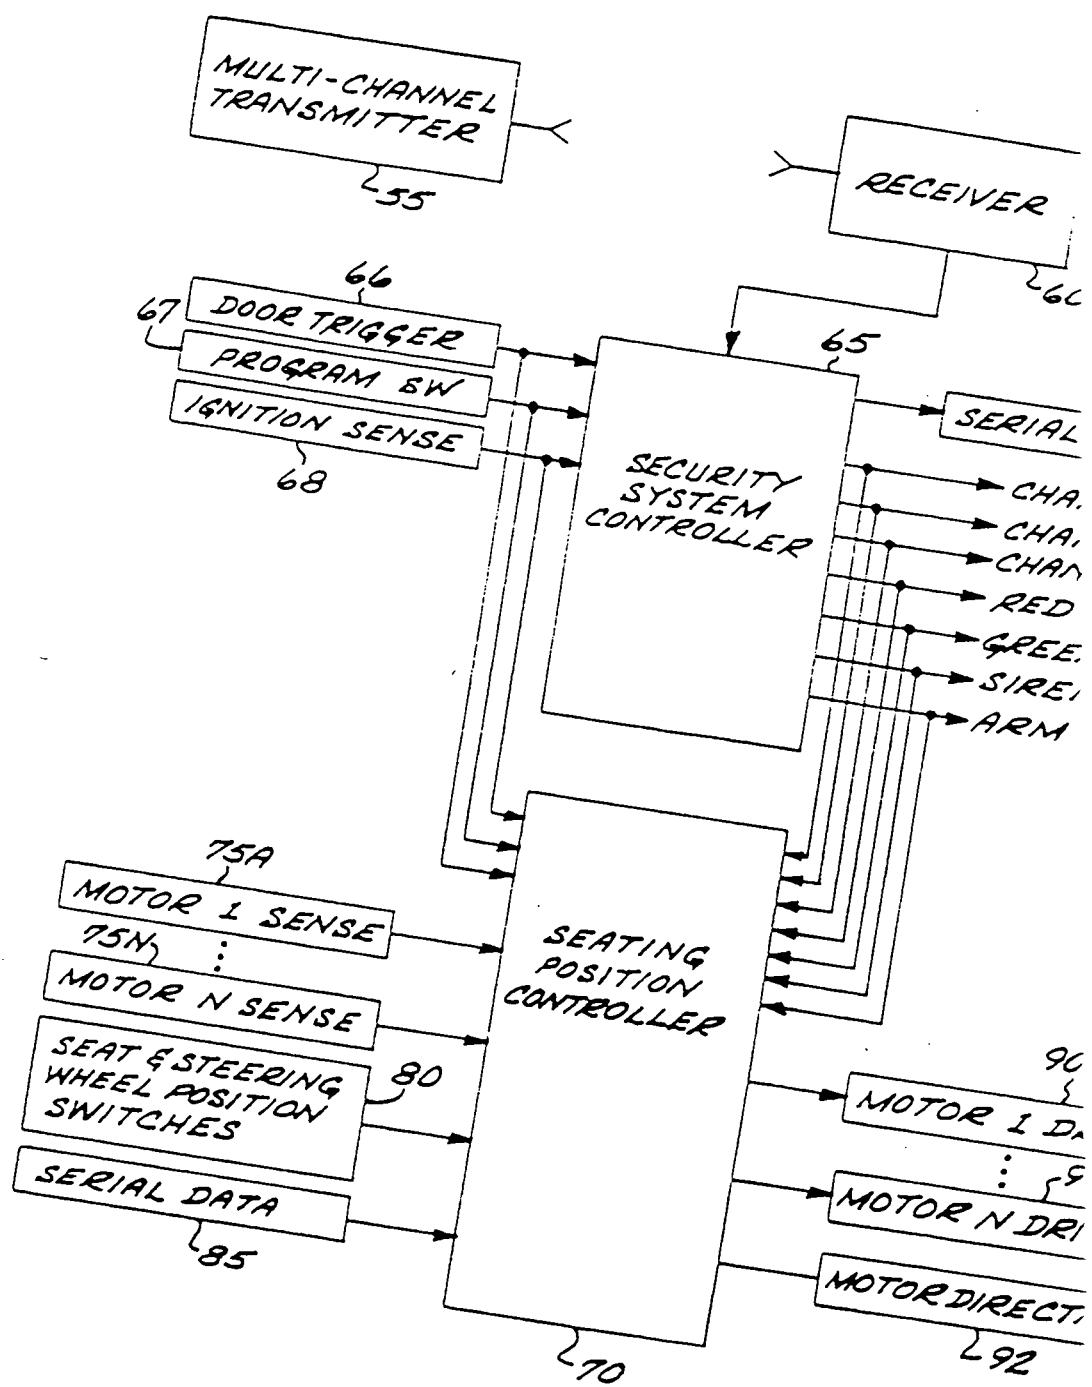 MULTI-CHANNEL
TRANSMITTER
55
RECEIVER
66
67
DOOR TRIGGER
PROGRAM SW
IGNITION SENSE
68
65
SECURITY
SYSTEM
CONTROLLER
SERIAL
RED
ARM
75A
MOTOR 1 SENSE
75N
MOTOR N SENSE
SEAT & STEERING
WHEEL POSITION
SWITCHES
80
SERIAL DATA
85
SEATING
POSITION
CONTROLLER
70
MOTOR 1
MOTOR N
92